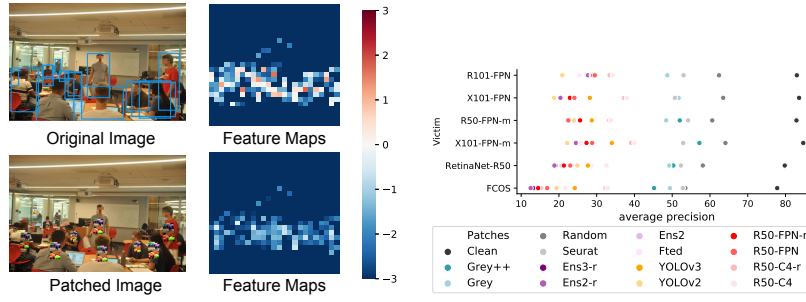 Original Image
Feature Maps
Patched Image
Feature Maps
3
2
1
0
−1
−2
−3
Victim
R101-FPN
X101-FPN
R50-FPN-m
X101-FPN-m
RetinaNet-R50
FCOS
10 20 30 40 50 60 70 80
average precision
Patches
Clean
Grey++
Grey
Random
Seurat
Ens3-r
Ens2-r
Ens2
Fted
YOLOv3
YOLOv2
R50-FPN-r
R50-FPN
R50-C4-r
R50-C4